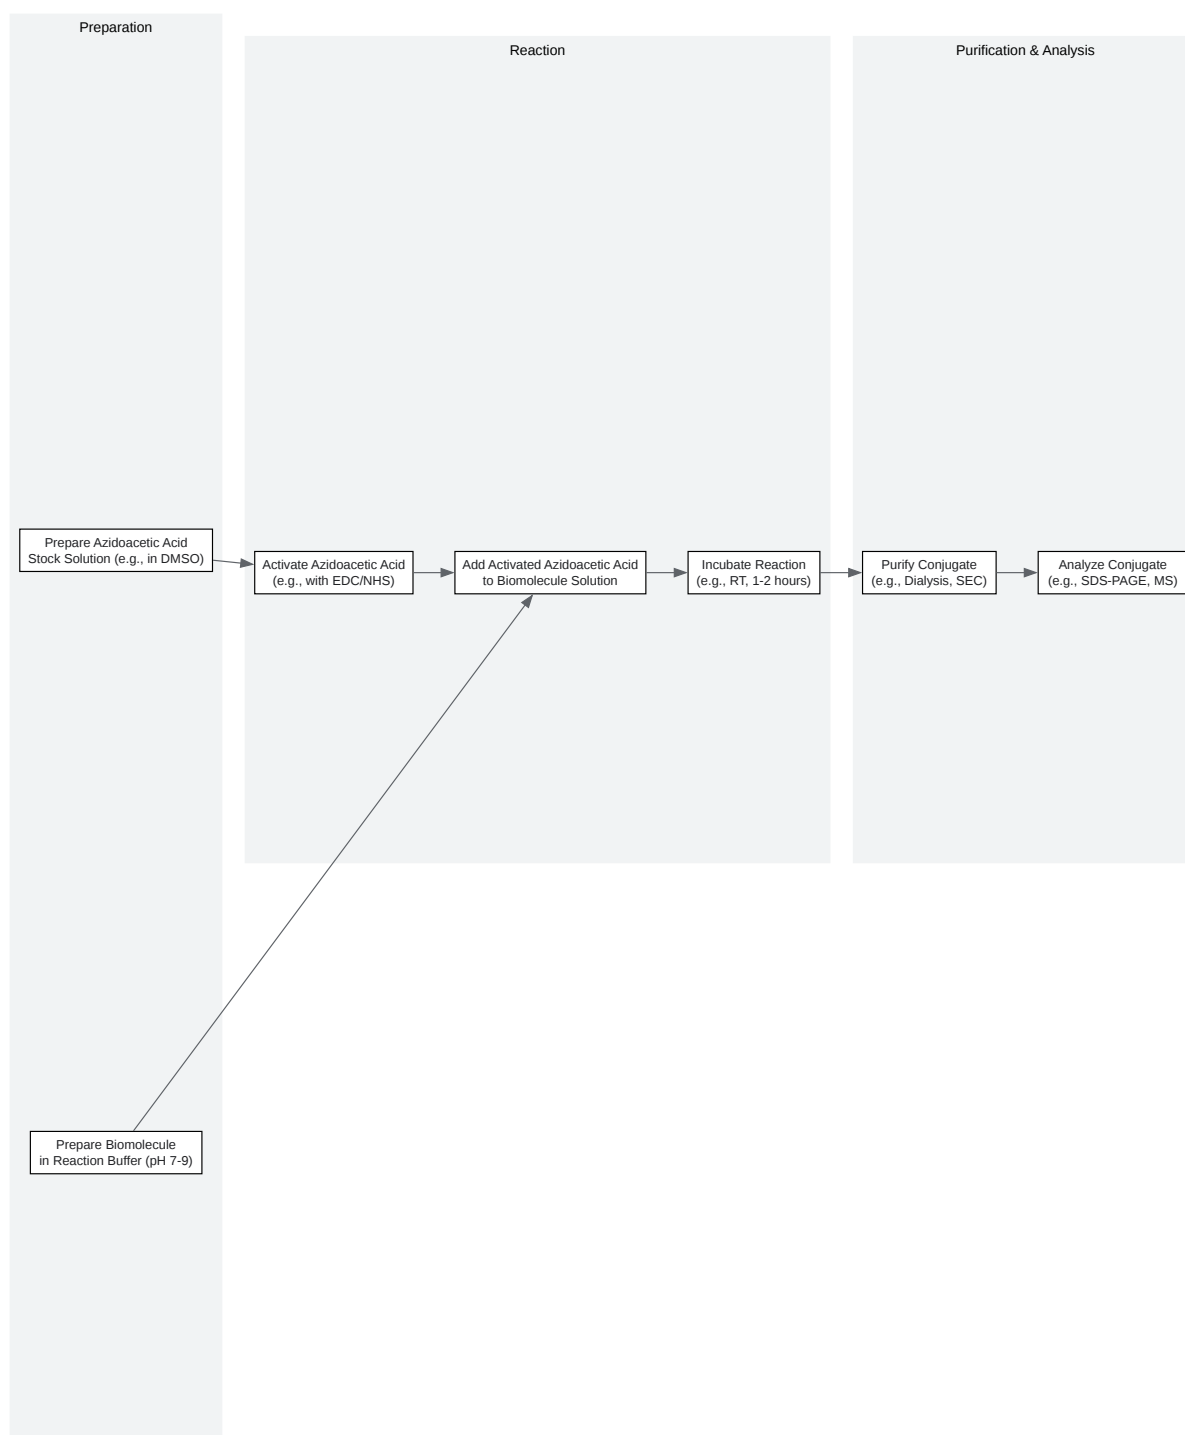 Preparation
Reaction
Purification & Analysis
Prepare Azidoacetic Acid
Stock Solution (e.g., in DMSO)
Activate Azidoacetic Acid
(e.g., with EDC/NHS)
Add Activated Azidoacetic Acid
to Biomolecule Solution
Incubate Reaction
(e.g., RT, 1-2 hours)
Purify Conjugate
(e.g., Dialysis, SEC)
Analyze Conjugate
(e.g., SDS-PAGE, MS)
Prepare Biomolecule
in Reaction Buffer (pH 7-9)